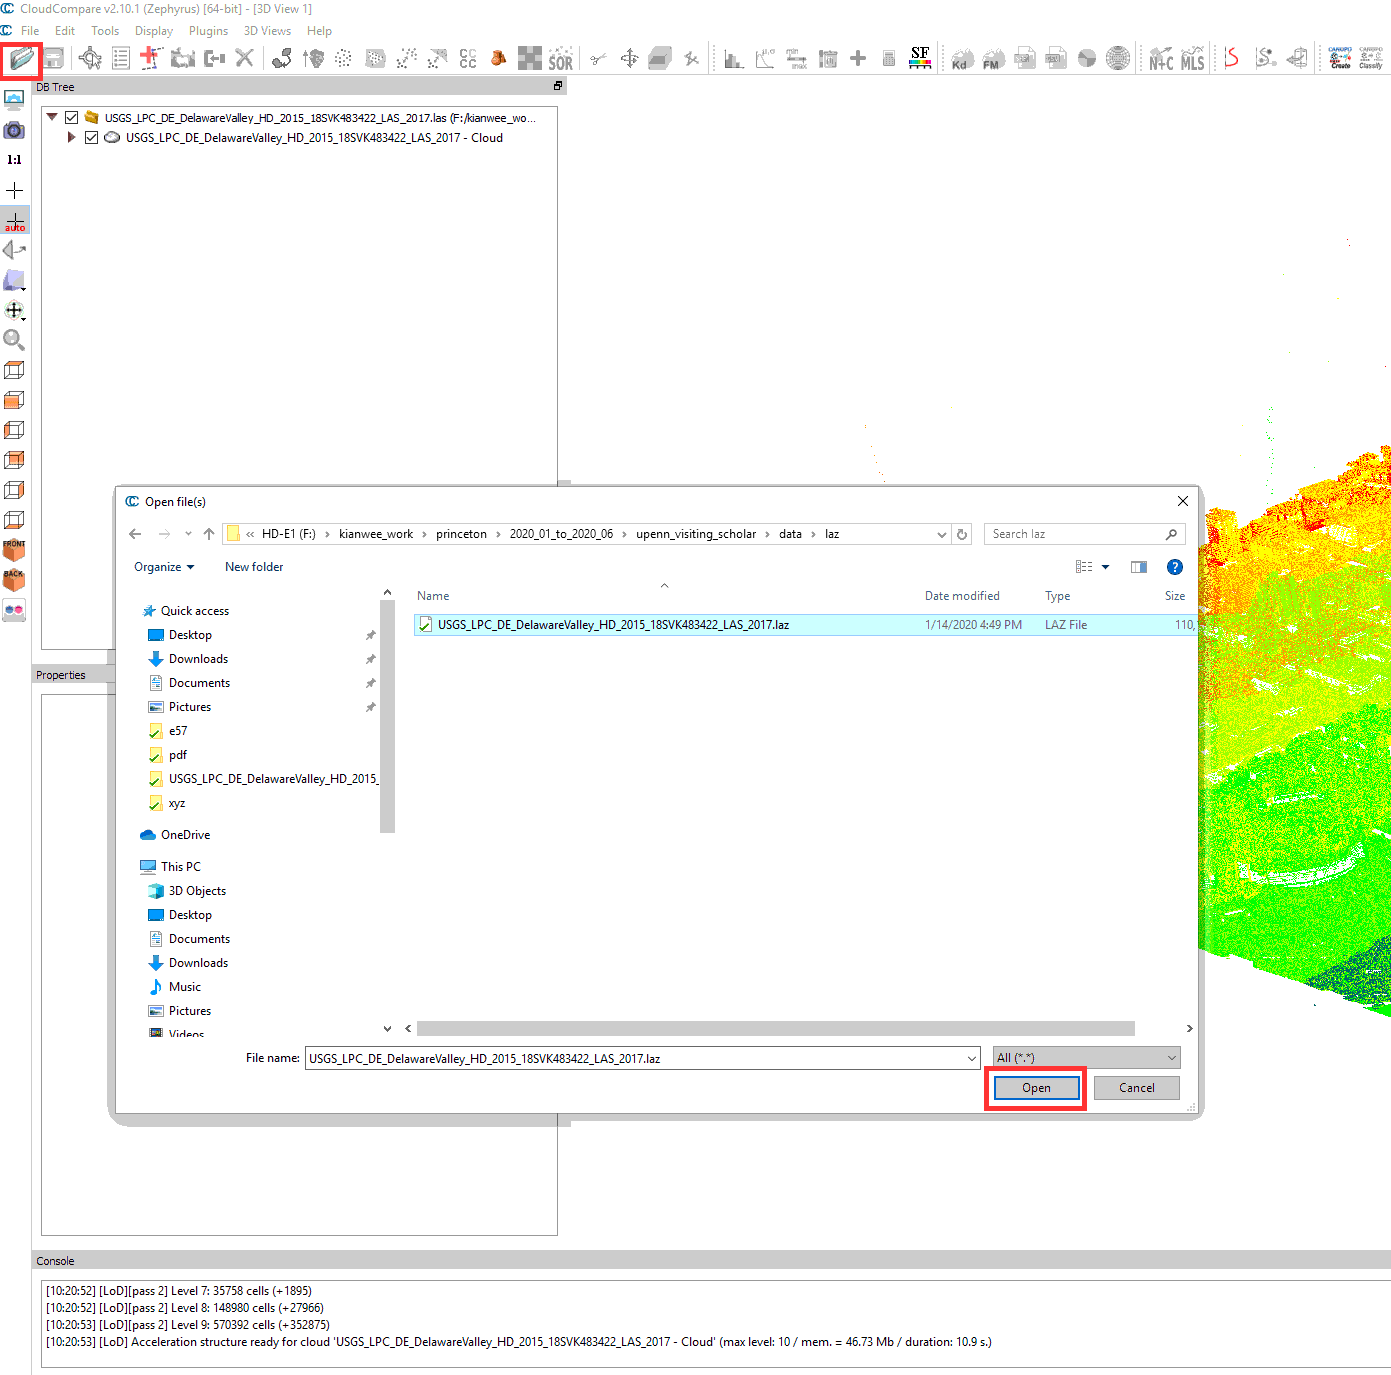 CloudCompare v2.10.1 (Zephyrus) [64-bit] - [3D View 1]
File Edit Tools Display Plugins 3D Views Help
CC
CC
SOR
min
max
SF
Kd
FM
N+C
MLS
CANUPO
Create
CANUPO
Classify
DB Tree
USGS_LPC_DE_DelawareValley_HD_2015_18SVK483422_LAS_2017.las (F:/kianwee_wo...
USGS_LPC_DE_DelawareValley_HD_2015_18SVK483422_LAS_2017 - Cloud
1:1
auto
FRONT
BACK
Open file(s)
« HD-E1 (F:) › kianwee_work › princeton › 2020_01_to_2020_06 › upenn_visiting_scholar › data › laz
Search laz
Organize
New folder
Name Date modified Type Size
USGS_LPC_DE_DelawareValley_HD_2015_18SVK483422_LAS_2017.laz 1/14/2020 4:49 PM LAZ File 110,
Quick access
Desktop
Downloads
Documents
Pictures
e57
pdf
USGS_LPC_DE_DelawareValley_HD_2015_
xyz
OneDrive
This PC
3D Objects
Desktop
Documents
Downloads
Music
Pictures
Videos
File name: USGS_LPC_DE_DelawareValley_HD_2015_18SVK483422_LAS_2017.laz
All (*.*)
Open
Cancel
Properties
Console
[10:20:52] [LoD][pass 2] Level 7: 35758 cells (+1895)
[10:20:52] [LoD][pass 2] Level 8: 148980 cells (+27966)
[10:20:53] [LoD][pass 2] Level 9: 570392 cells (+352875)
[10:20:53] [LoD] Acceleration structure ready for cloud 'USGS_LPC_DE_DelawareValley_HD_2015_18SVK483422_LAS_2017 - Cloud' (max level: 10 / mem. = 46.73 Mb / duration: 10.9 s.)